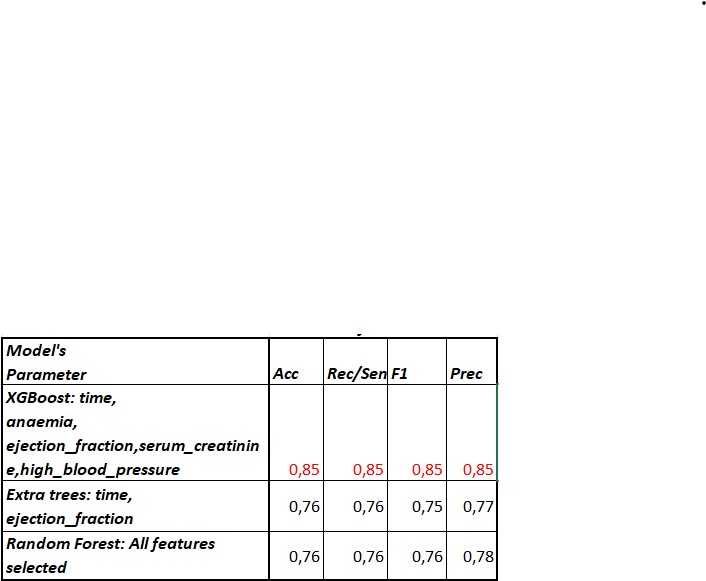 Model's
Parameter Acc Rec/Sen F1 Prec
XGBoost: time,
anaemia,
ejection_fraction,serum_creatinin
e,high_blood_pressure 0,85 0,85 0,85 0,85
Extra trees: time,
ejection_fraction 0,76 0,76 0,75 0,77
Random Forest: All features
selected 0,76 0,76 0,76 0,78